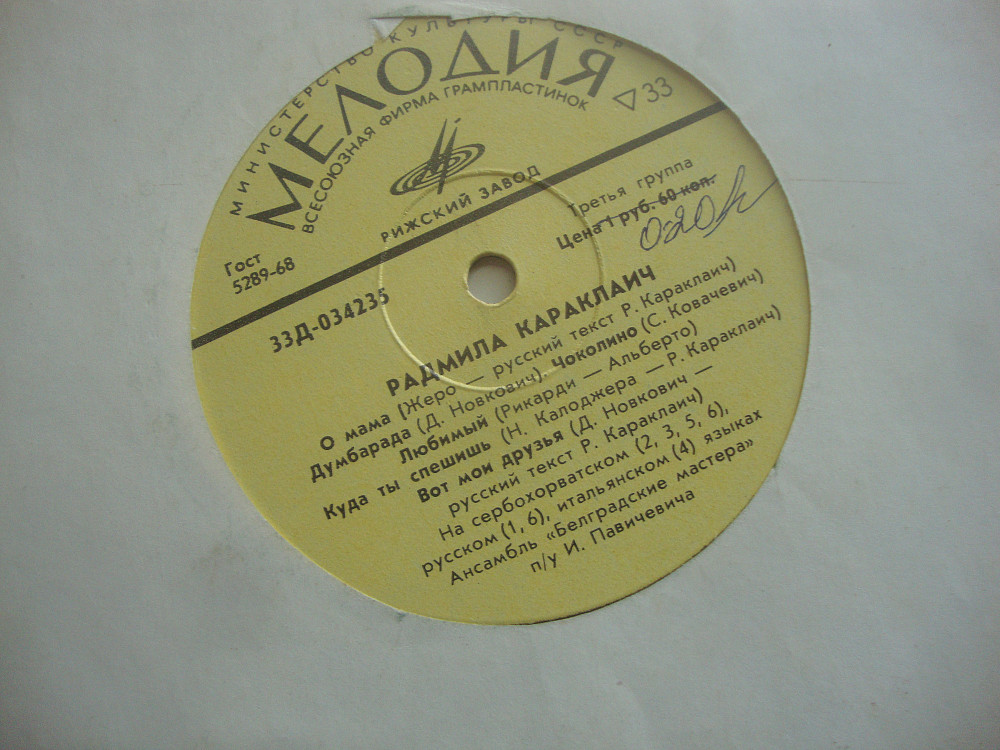 МИНИСТЕРСТВО КУЛЬТУРЫ СССР
МЕЛОДИЯ
ВСЕСОЮЗНАЯ ФИРМА ГРАМПЛАСТИНОК
33
РИЖСКИЙ ЗАВОД
Гост
5289-68
Третья группа
Цена 1 руб. 60 коп.
33Д-034235
РАДМИЛА КАРАКЛАИЧ
О мама (Жеро — русский текст Р. Караклаич)
Думбарада (Д. Новкович). Чоколино (С. Ковачевич)
Любимый (Рикарди — Альберто)
Куда ты спешишь (Н. Калоджера — Р. Караклаич)
Вот мои друзья (Д. Новкович —
русский текст Р. Караклаич)
На сербохорватском (2, 3, 5, 6),
русском (1, 6), итальянском (4) языках
Ансамбль «Белградские мастера»
п/у И. Павичевича